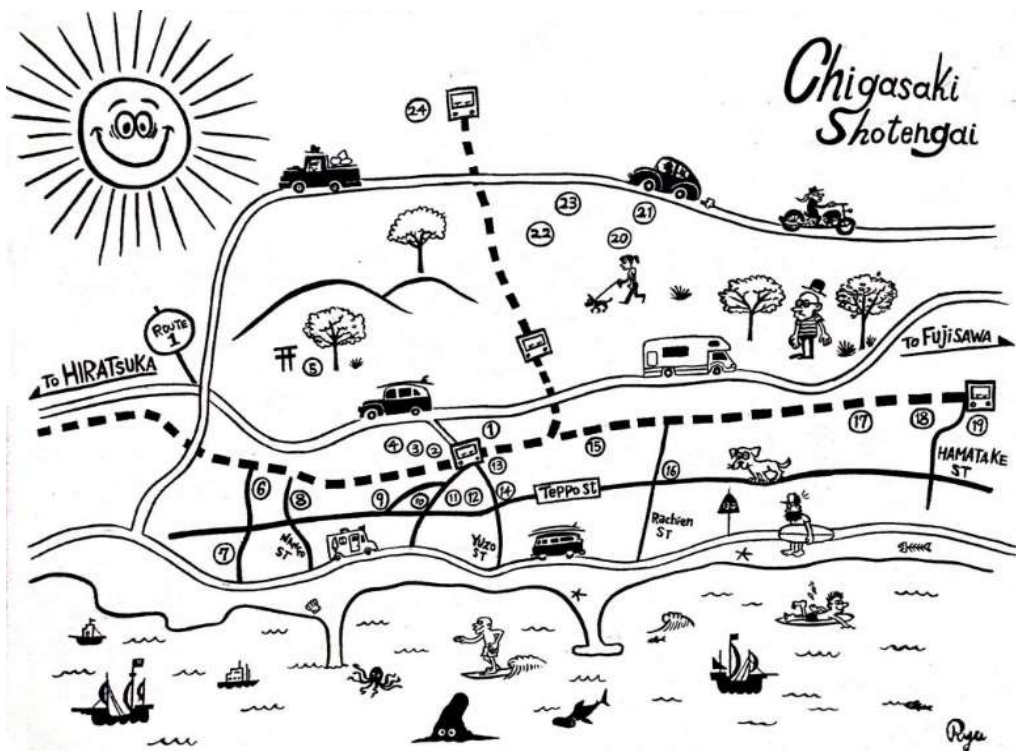 Chigasaki
Shotengai
24
23
21
22
20
ROUTE
1
TO HIRATSUKA
5
TO FUJISAWA
1
4
3
2
13
15
17
18
19
HAMATAKE
ST
6
8
9
10
11
12
14
TEPPO ST
16
7
NANGO
ST
YUZO
ST
Rachien
ST
Ryu